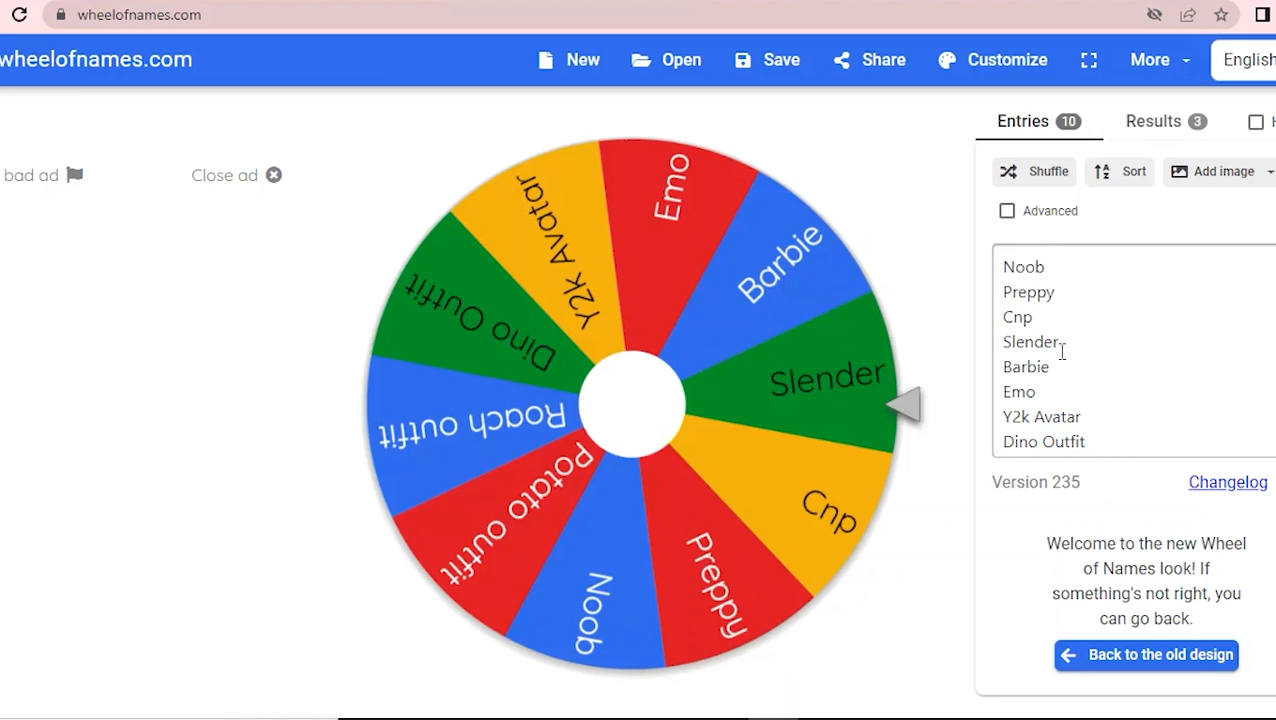 wheelofnames.com
wheelofnames.com
New
Open
Save
Share
Customize
More
English
bad ad
Close ad
Emo
Barbie
Slender
Cnp
Preppy
Noob
Potato outfit
Roach outfit
Dino Outfit
Y2k Avatar
Entries 10
Results 3
Shuffle
Sort
Add image
Advanced
Noob
Preppy
Cnp
Slender
Barbie
Emo
Y2k Avatar
Dino Outfit
Version 235
Changelog
Welcome to the new Wheel
of Names look! If
something's not right, you
can go back.
Back to the old design